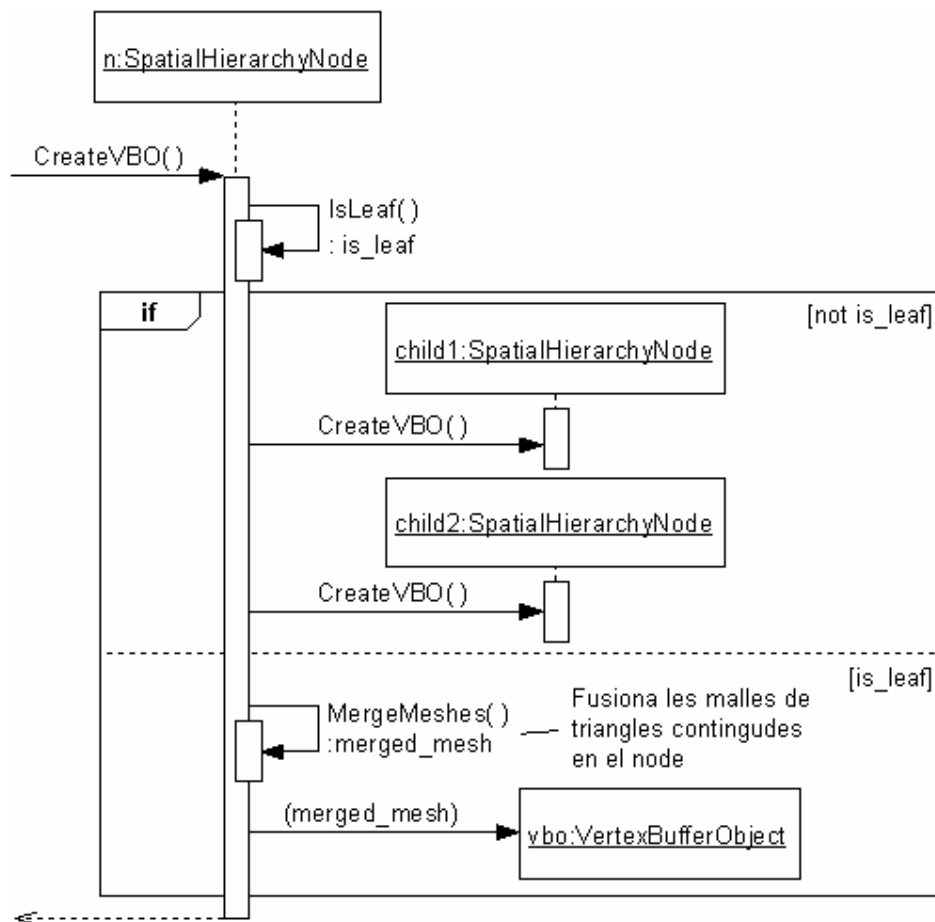 n:SpatialHierarchyNode
CreateVBO()
IsLeaf()
: is_leaf
if
[not is_leaf]
child1:SpatialHierarchyNode
CreateVBO()
child2:SpatialHierarchyNode
CreateVBO()
[is_leaf]
MergeMeshes()
:merged_mesh
Fusiona les malles de
triangles contingudes
en el node
(merged_mesh)
vbo:VertexBufferObject